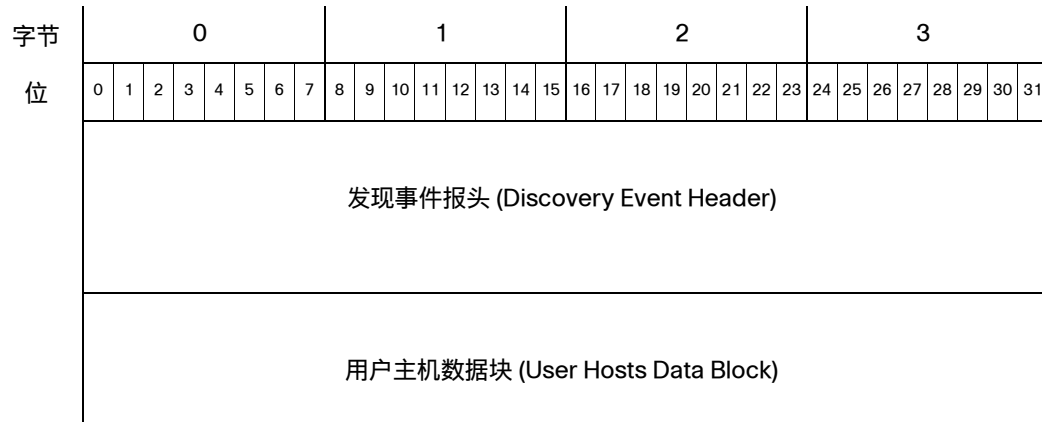 字节 0 1 2 3
位 0 1 2 3 4 5 6 7 8 9 10 11 12 13 14 15 16 17 18 19 20 21 22 23 24 25 26 27 28 29 30 31
发现事件报头 (Discovery Event Header)
用户主机数据块 (User Hosts Data Block)